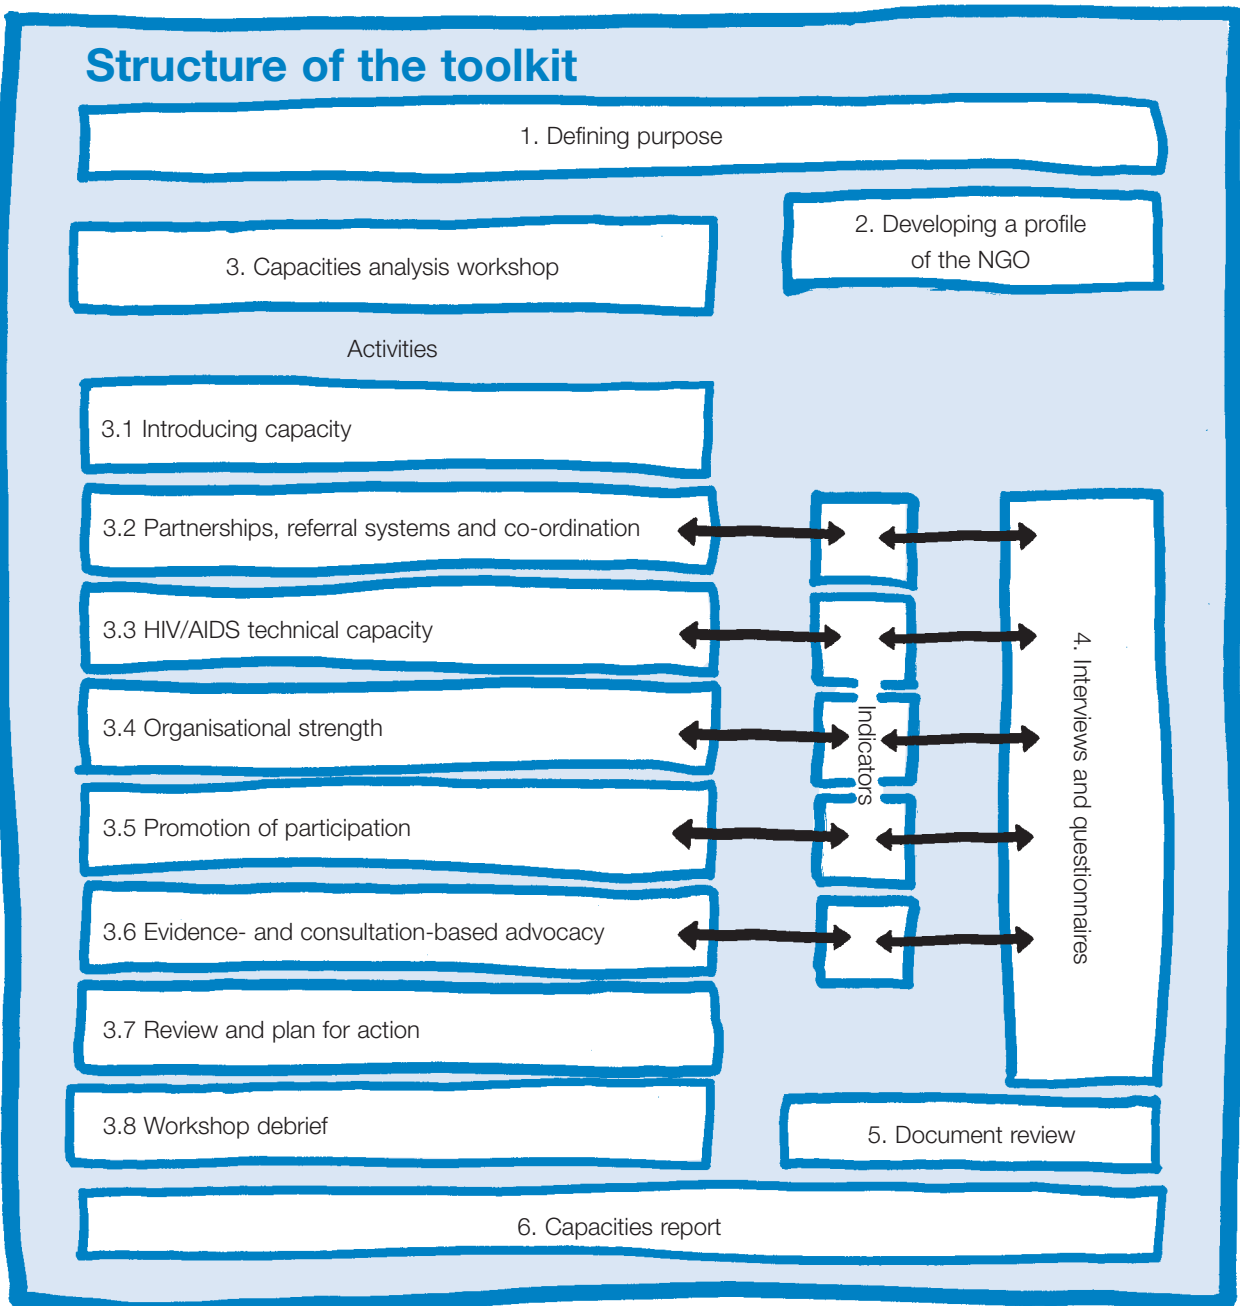 Structure of the toolkit
1. Defining purpose
2. Developing a profile
of the NGO
3. Capacities analysis workshop
Activities
3.1 Introducing capacity
3.2 Partnerships, referral systems and co-ordination
3.3 HIV/AIDS technical capacity
3.4 Organisational strength
3.5 Promotion of participation
3.6 Evidence- and consultation-based advocacy
3.7 Review and plan for action
3.8 Workshop debrief
Indicators
4. Interviews and questionnaires
5. Document review
6. Capacities report